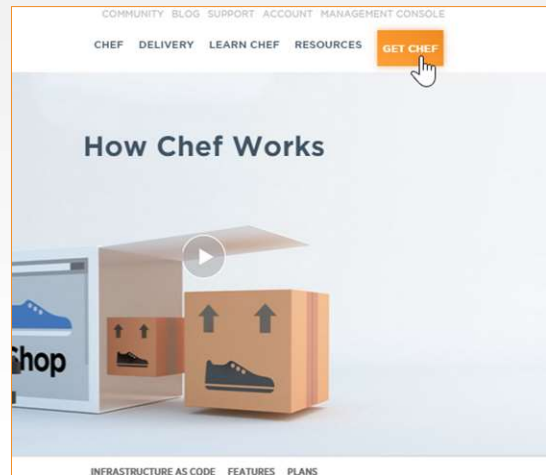 COMMUNITY BLOG SUPPORT ACCOUNT MANAGEMENT CONSOLE
CHEF DELIVERY LEARN CHEF RESOURCES GET CHEF
How Chef Works
Shop
INFRASTRUCTURE AS CODE FEATURES PLANS